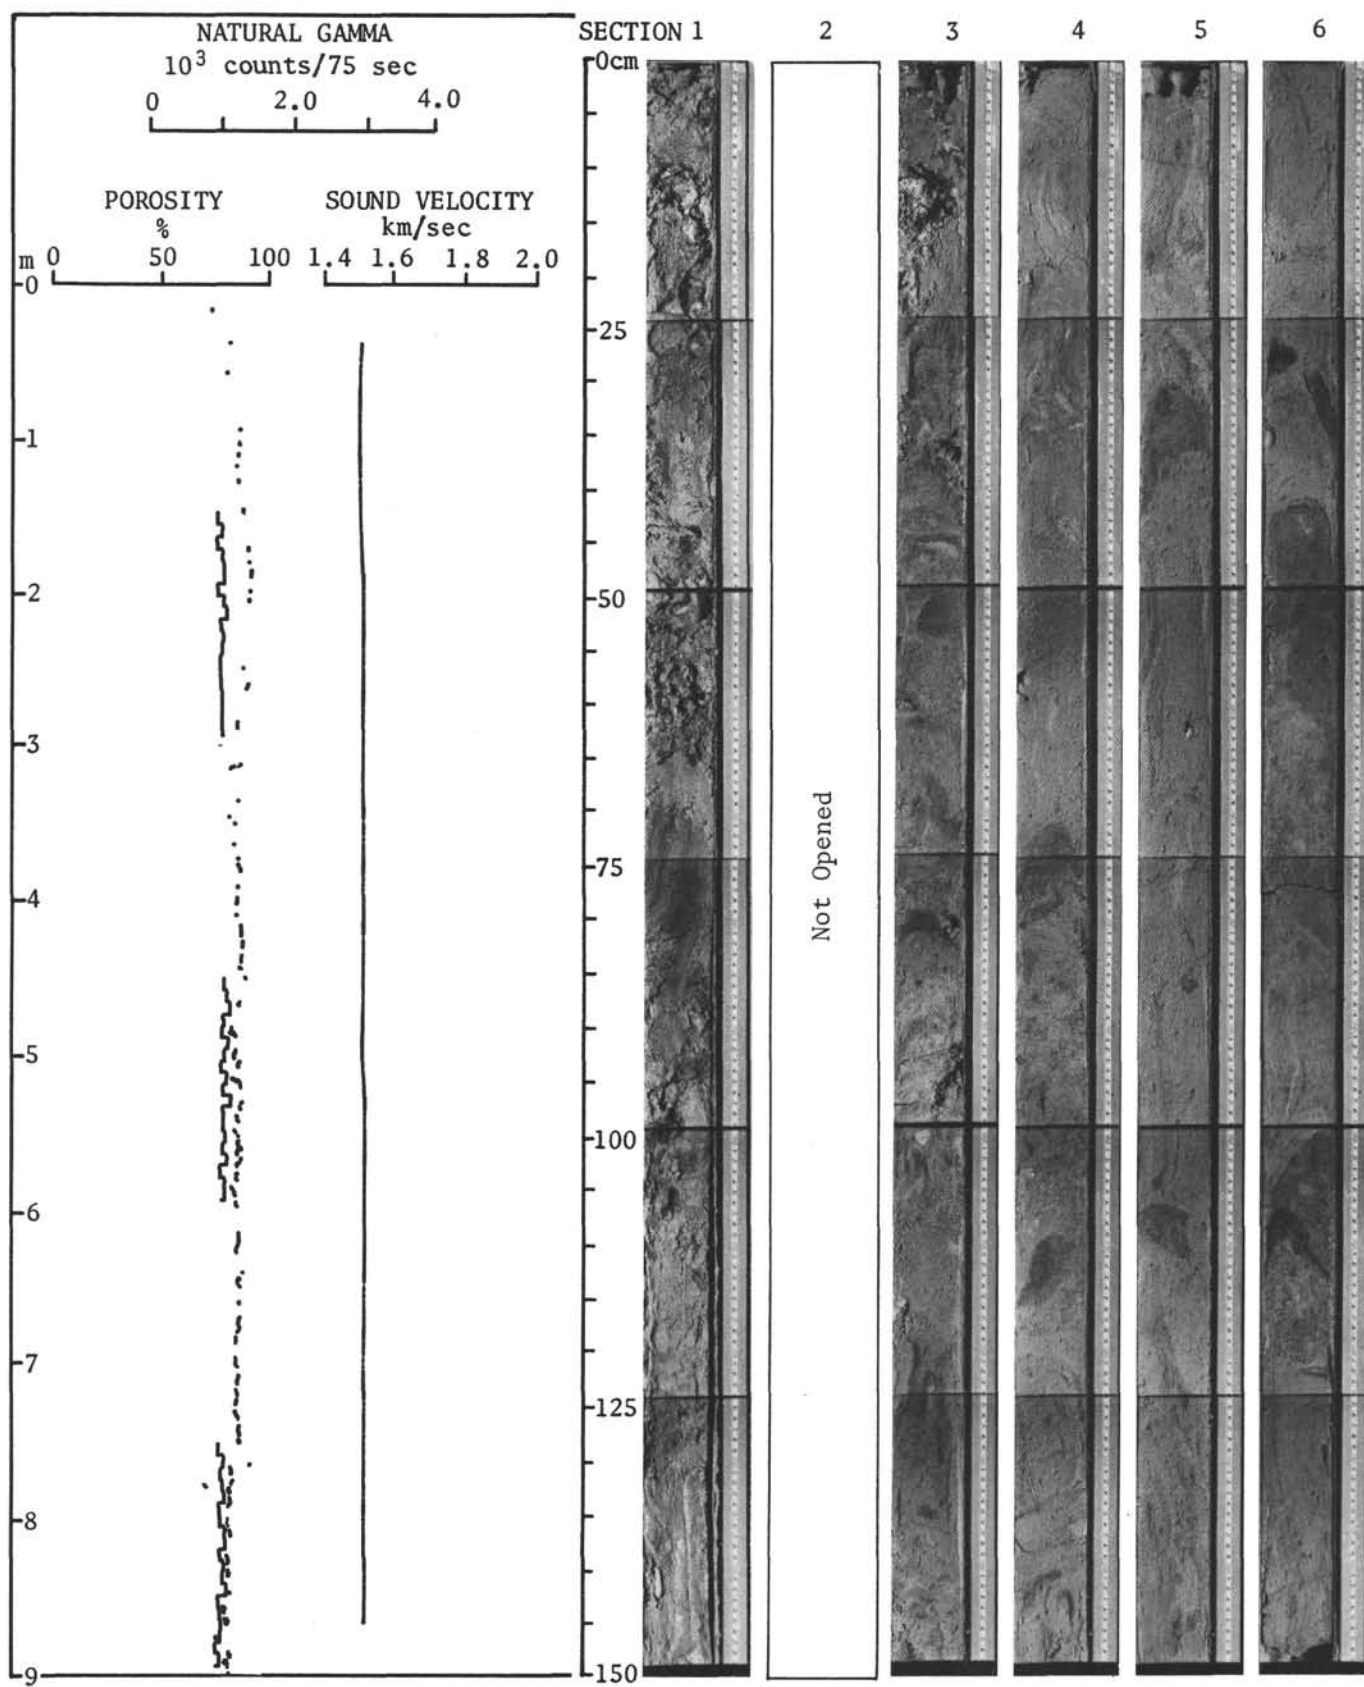 NATURAL GAMMA
10³ counts/75 sec
0 2.0 4.0
POROSITY
%
0 50 100
SOUND VELOCITY
km/sec
1.4 1.6 1.8 2.0
m
0
1
2
3
4
5
6
7
8
9
SECTION 1 2 3 4 5 6
0cm
25
50
75
100
125
150
Not Opened